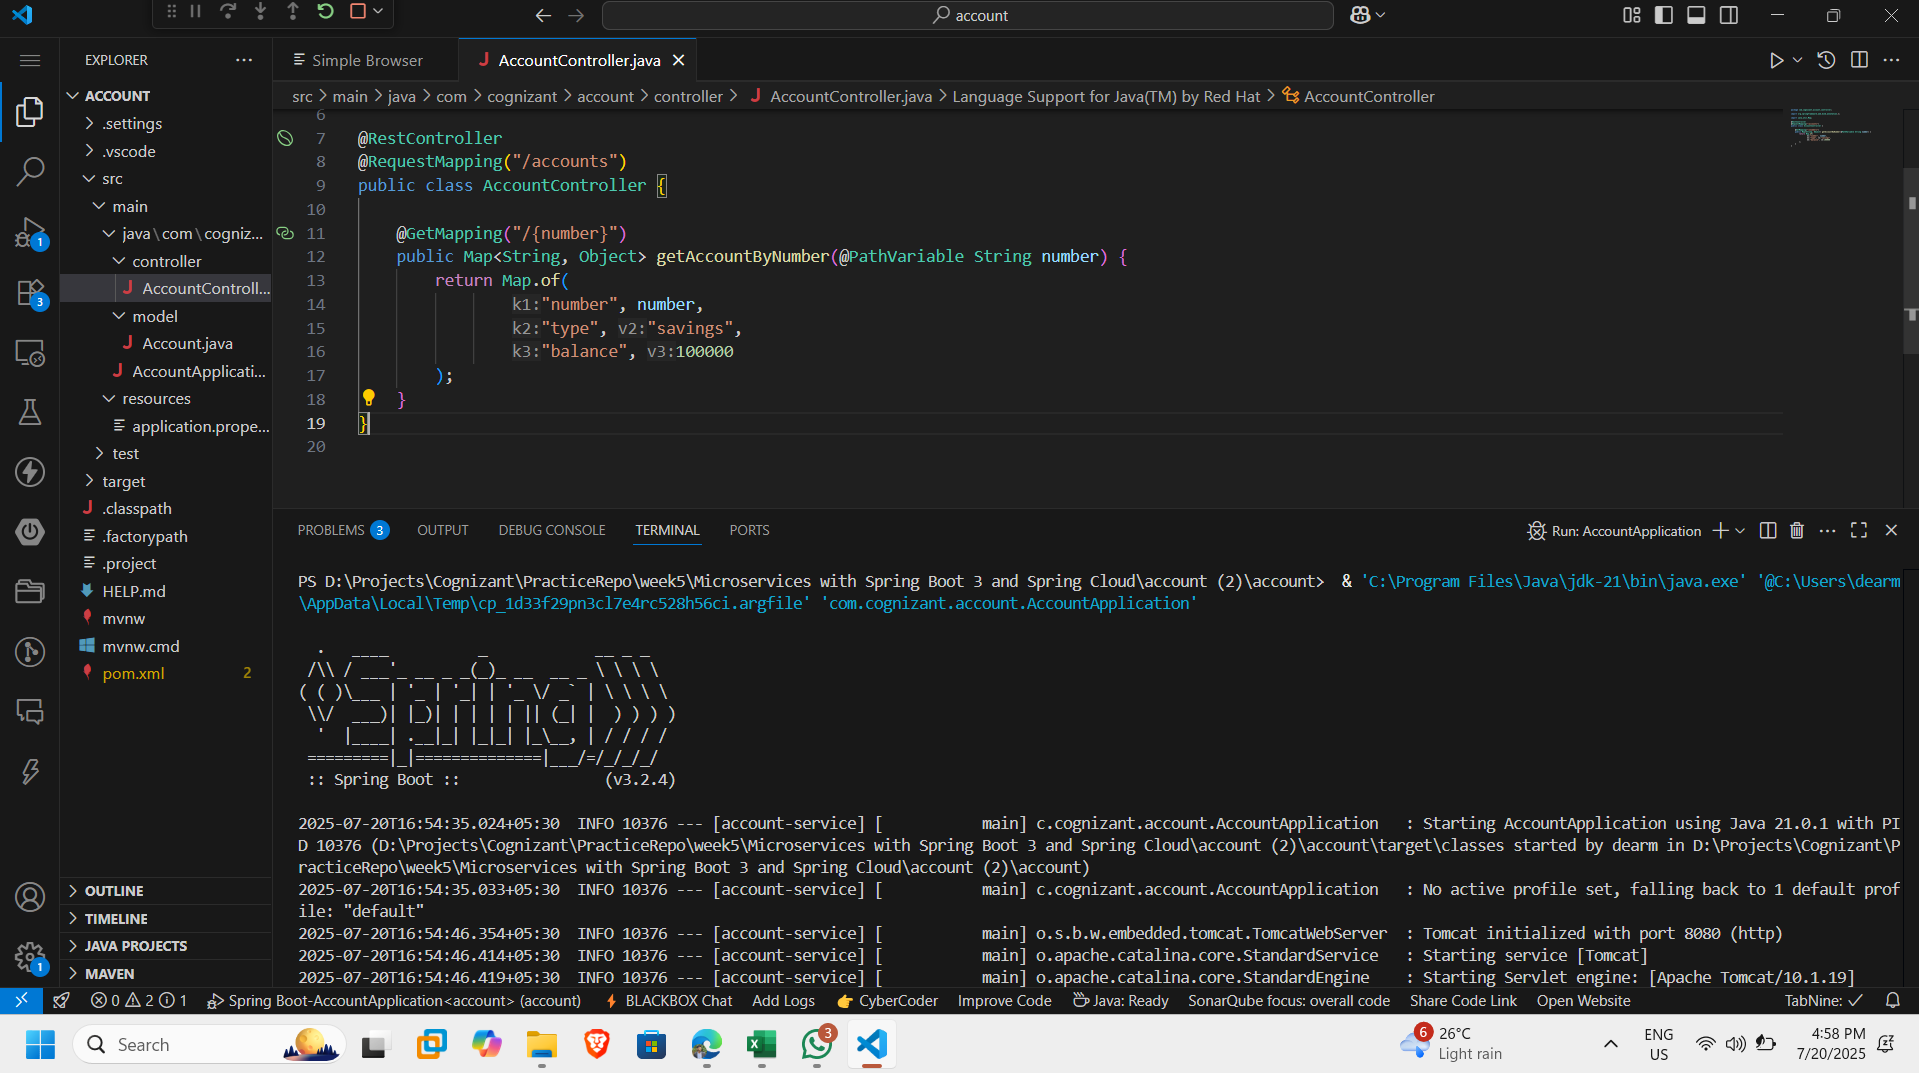 account
EXPLORER
ACCOUNT
.settings
.vscode
src
main
java\com\cogniz...
controller
AccountControll...
model
Account.java
AccountApplicati...
resources
application.prope...
test
target
.classpath
.factorypath
.project
HELP.md
mvnw
mvnw.cmd
pom.xml 2
OUTLINE
TIMELINE
JAVA PROJECTS
MAVEN
1
3
1
Simple Browser
AccountController.java
src > main > java > com > cognizant > account > controller > AccountController.java > Language Support for Java(TM) by Red Hat > AccountController
6
7 @RestController
8 @RequestMapping("/accounts")
9 public class AccountController {
10
11 @GetMapping("/{number}")
12 public Map<String, Object> getAccountByNumber(@PathVariable String number) {
13 return Map.of(
14 k1:"number", number,
15 k2:"type", v2:"savings",
16 k3:"balance", v3:100000
17 );
18 }
19 }
20
PROBLEMS 3 OUTPUT DEBUG CONSOLE TERMINAL PORTS
Run: AccountApplication
PS D:\Projects\Cognizant\PracticeRepo\week5\Microservices with Spring Boot 3 and Spring Cloud\account (2)\account> & 'C:\Program Files\Java\jdk-21\bin\java.exe' '@C:\Users\dearm
\AppData\Local\Temp\cp_1d33f29pn3cl7e4rc528h56ci.argfile' 'com.cognizant.account.AccountApplication'
  .   ____          _            __ _ _
 /\\ / ___'_ __ _ _(_)_ __  __ _ \ \ \ \
( ( )\___ | '_ | '_| | '_ \/ _` | \ \ \ \
 \\/  ___)| |_)| | | | | || (_| |  ) ) ) )
  '  |____| .__|_| |_|_| |_\__, | / / / /
 =========|_|==============|___/=/_/_/_/
 :: Spring Boot ::                (v3.2.4)
2025-07-20T16:54:35.024+05:30  INFO 10376 --- [account-service] [           main] c.cognizant.account.AccountApplication   : Starting AccountApplication using Java 21.0.1 with PI
D 10376 (D:\Projects\Cognizant\PracticeRepo\week5\Microservices with Spring Boot 3 and Spring Cloud\account (2)\account\target\classes started by dearm in D:\Projects\Cognizant\P
racticeRepo\week5\Microservices with Spring Boot 3 and Spring Cloud\account (2)\account)
2025-07-20T16:54:35.033+05:30  INFO 10376 --- [account-service] [           main] c.cognizant.account.AccountApplication   : No active profile set, falling back to 1 default prof
ile: "default"
2025-07-20T16:54:46.354+05:30  INFO 10376 --- [account-service] [           main] o.s.b.w.embedded.tomcat.TomcatWebServer  : Tomcat initialized with port 8080 (http)
2025-07-20T16:54:46.414+05:30  INFO 10376 --- [account-service] [           main] o.apache.catalina.core.StandardService   : Starting service [Tomcat]
2025-07-20T16:54:46.419+05:30  INFO 10376 --- [account-service] [           main] o.apache.catalina.core.StandardEngine    : Starting Servlet engine: [Apache Tomcat/10.1.19]
0 2 1 Spring Boot-AccountApplication<account> (account) BLACKBOX Chat Add Logs CyberCoder Improve Code Java: Ready SonarQube focus: overall code Share Code Link Open Website TabNine:
Search
3
6
26°C
Light rain
ENG
US
4:58 PM
7/20/2025